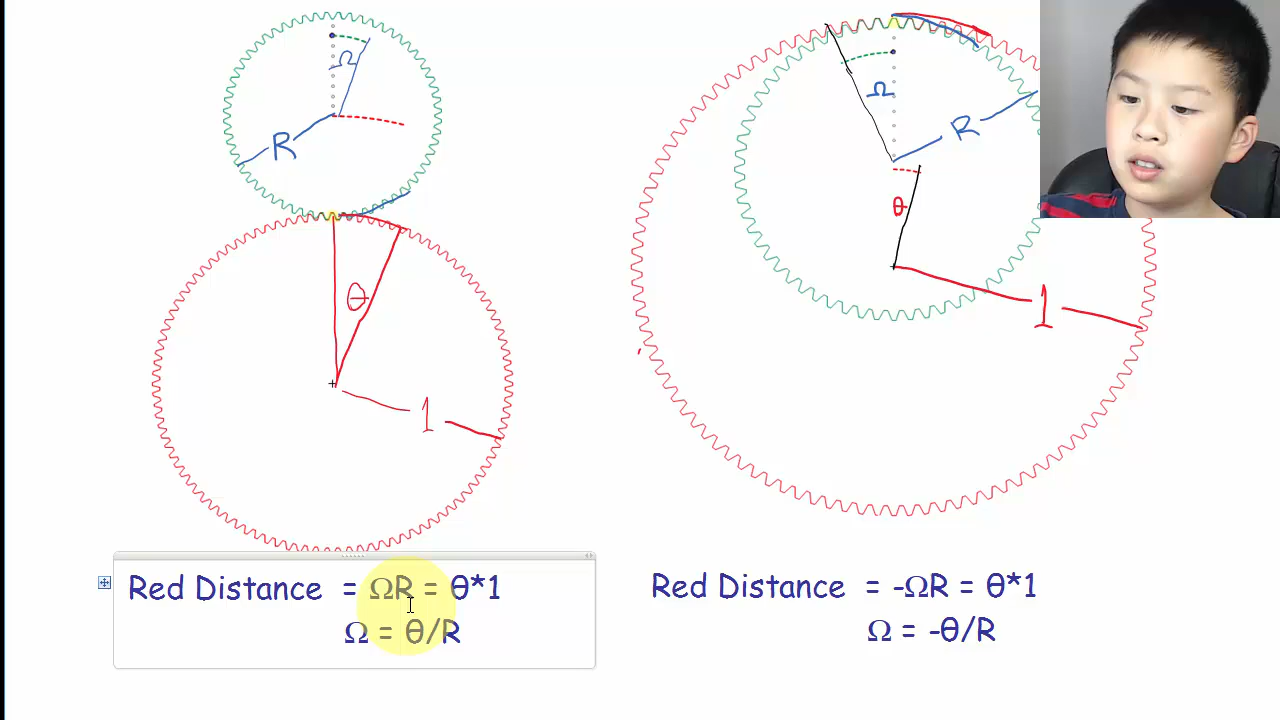 Ω
R
θ
1
Ω
R
θ
1
Red Distance = ΩR = θ*1
Ω = θ/R
Red Distance = -ΩR = θ*1
Ω = -θ/R